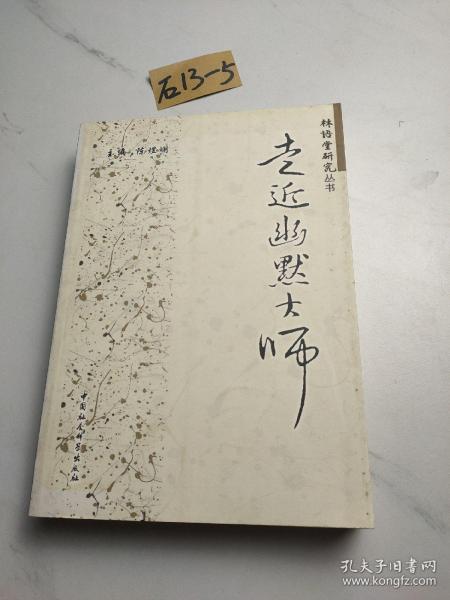 石13-5
林语堂研究丛书
主编 陈煜斓
走近幽默大师
中国社会科学出版社
孔夫子旧书网
www.kongfz.com